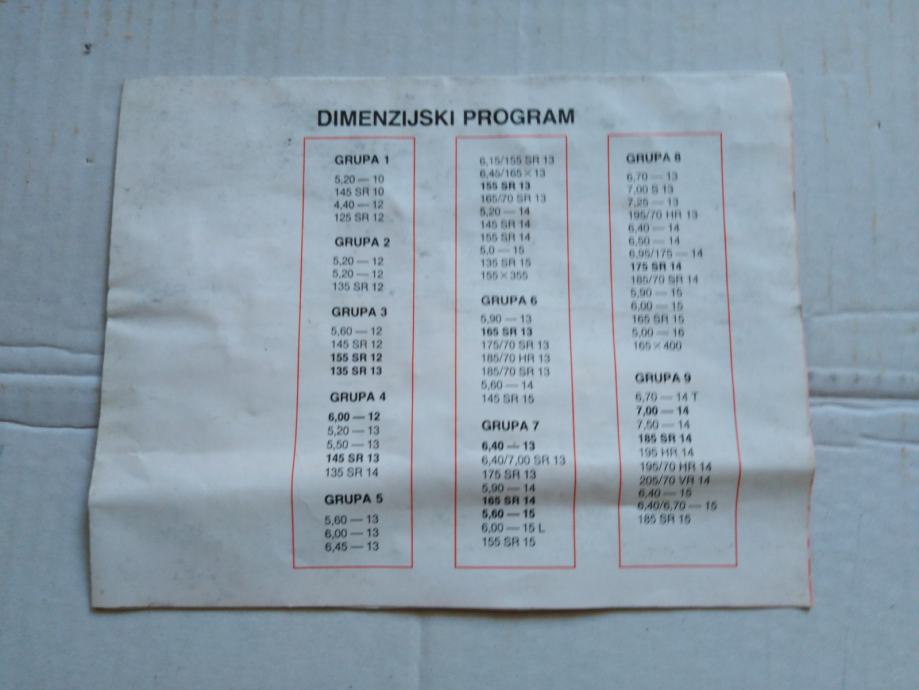 DIMENZIJSKI PROGRAM
GRUPA 1
5,20 — 10
145 SR 10
4,40 — 12
125 SR 12
GRUPA 2
5,20 — 12
5,20 — 12
135 SR 12
GRUPA 3
5,60 — 12
145 SR 12
155 SR 12
135 SR 13
GRUPA 4
6,00 — 12
5,20 — 13
5,50 — 13
145 SR 13
135 SR 14
GRUPA 5
5,60 — 13
6,00 — 13
6,45 — 13
6,15/155 SR 13
6,45/165 × 13
155 SR 13
165/70 SR 13
5,20 — 14
145 SR 14
155 SR 14
5,0 — 15
135 SR 15
155 × 355
GRUPA 6
5,90 — 13
165 SR 13
175/70 SR 13
185/70 HR 13
185/70 SR 13
5,60 — 14
145 SR 15
GRUPA 7
6,40 — 13
6,40/7,00 SR 13
175 SR 13
5,90 — 14
165 SR 14
5,60 — 15
6,00 — 15 L
155 SR 15
GRUPA 8
6,70 — 13
7,00 S 13
7,25 — 13
195/70 HR 13
6,40 — 14
6,50 — 14
6,95/175 — 14
175 SR 14
185/70 SR 14
5,90 — 15
6,00 — 15
165 SR 15
5,00 — 16
165 × 400
GRUPA 9
6,70 — 14 T
7,00 — 14
7,50 — 14
185 SR 14
195 HR 14
195/70 HR 14
205/70 VR 14
6,40 — 15
6,40/6,70 — 15
185 SR 15